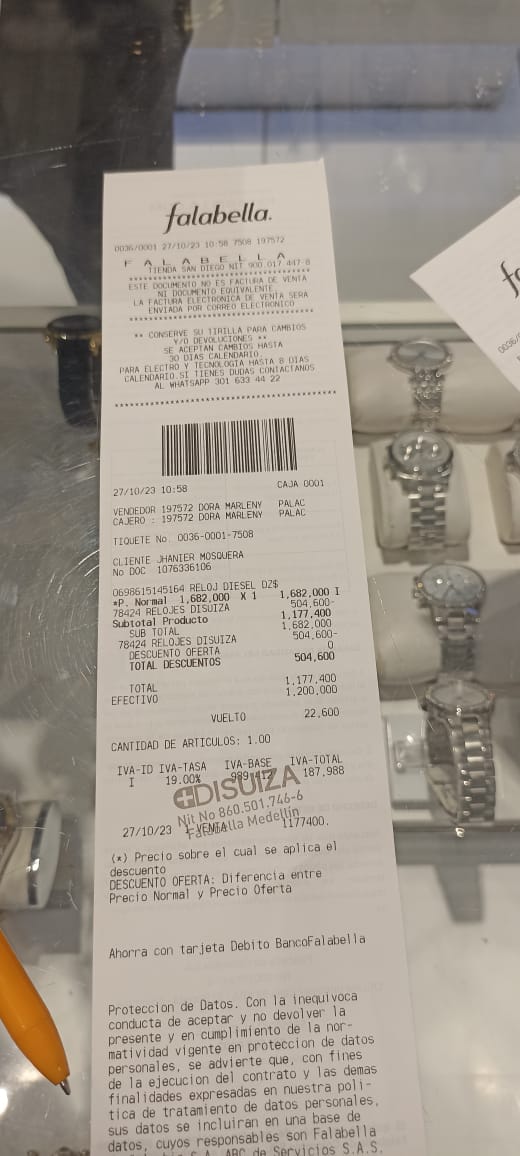 falabella.
0036/0001 27/10/23 10:58 7508 197572
F A L A B E L L A
TIENDA SAN DIEGO NIT 900 017 447-8
************************************
ESTE DOCUMENTO NO ES FACTURA DE VENTA
NI DOCUMENTO EQUIVALENTE.
LA FACTURA ELECTRONICA DE VENTA SERA
ENVIADA POR CORREO ELECTRONICO
************************************
** CONSERVE SU TIRILLA PARA CAMBIOS
Y/O DEVOLUCIONES **
SE ACEPTAN CAMBIOS HASTA
30 DIAS CALENDARIO.
PARA ELECTRO Y TECNOLOGIA HASTA 8 DIAS
CALENDARIO.SI TIENES DUDAS CONTACTANOS
AL WHATSAPP 301 633 44 22
****************************************
27/10/23 10:58 CAJA 0001
VENDEDOR 197572 DORA MARLENY PALAC
CAJERO : 197572 DORA MARLENY PALAC
TIQUETE No. 0036-0001-7508
CLIENTE JHANIER MOSQUERA
No DOC 1076336106
0698615145164 RELOJ DIESEL DZ$
*P. Normal 1,682,000 X 1 1,682,000 I
78424 RELOJES DISUIZA 504,600-
Subtotal Producto 1,177,400
SUB TOTAL 1,682,000
78424 RELOJES DISUIZA 504,600-
DESCUENTO OFERTA 0
TOTAL DESCUENTOS 504,600
TOTAL 1,177,400
EFECTIVO 1,200,000
VUELTO 22,600
CANTIDAD DE ARTICULOS: 1.00
IVA-ID IVA-TASA IVA-BASE IVA-TOTAL
I 19.00% 989,412 187,988
DISUIZA
Nit No 860.501.746-6
Falabella Medellín
27/10/23 VENTA 1177400.
(*) Precio sobre el cual se aplica el
descuento
DESCUENTO OFERTA: Diferencia entre
Precio Normal y Precio Oferta
Ahorra con tarjeta Debito BancoFalabella
Proteccion de Datos. Con la inequivoca
conducta de aceptar y no devolver la
presente y en cumplimiento de la nor-
matividad vigente en proteccion de datos
personales, se advierte que, con fines
de la ejecucion del contrato y las demas
finalidades expresadas en nuestra poli-
tica de tratamiento de datos personales,
sus datos se incluiran en una base de
datos, cuyos responsables son Falabella
ABC de Servicios S.A.S.
fa
0036/